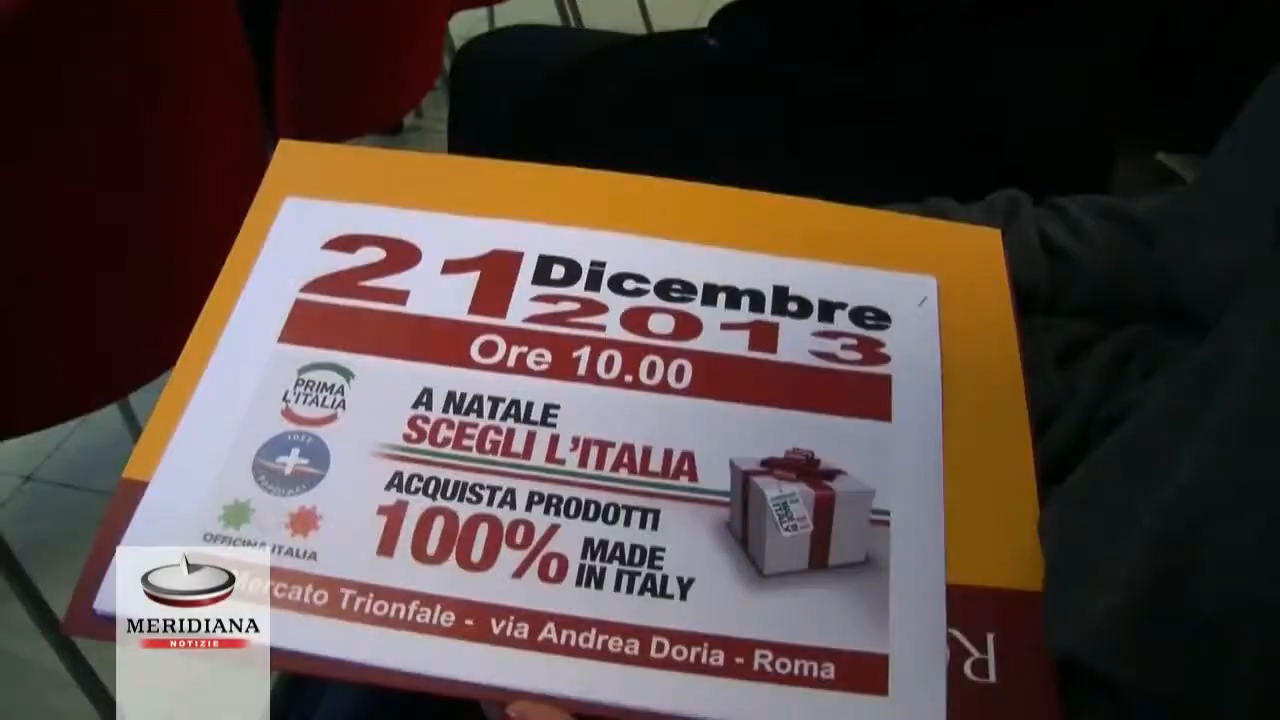 21 Dicembre
2013
Ore 10.00
PRIMA
L'ITALIA
A NATALE
SCEGLI L'ITALIA
ACQUISTA PRODOTTI
100% MADE
IN ITALY
OFFICINA ITALIA
Mercato Trionfale - via Andrea Doria - Roma
MERIDIANA
NOTIZIE